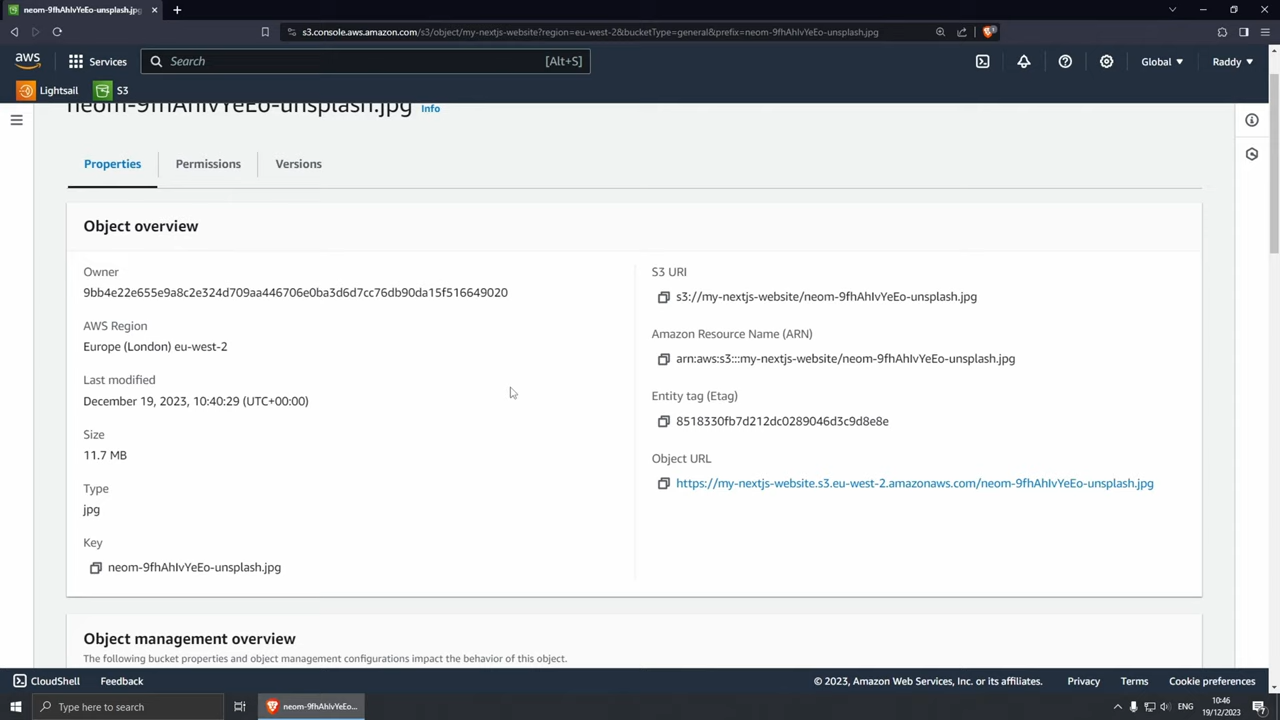 neom-9fhAhIvYeEo-unsplash.jpg
s3.console.aws.amazon.com/s3/object/my-nextjs-website?region=eu-west-2&bucketType=general&prefix=neom-9fhAhIvYeEo-unsplash.jpg
aws
Services
Search
[Alt+S]
Global
Raddy
Lightsail
S3
neom-9fhAhIvYeEo-unsplash.jpg
Info
Properties
Permissions
Versions
Object overview
Owner
9bb4e22e655e9a8c2e324d709aa446706e0ba3d6d7cc76db90da15f516649020
AWS Region
Europe (London) eu-west-2
Last modified
December 19, 2023, 10:40:29 (UTC+00:00)
Size
11.7 MB
Type
jpg
Key
neom-9fhAhIvYeEo-unsplash.jpg
S3 URI
s3://my-nextjs-website/neom-9fhAhIvYeEo-unsplash.jpg
Amazon Resource Name (ARN)
arn:aws:s3:::my-nextjs-website/neom-9fhAhIvYeEo-unsplash.jpg
Entity tag (Etag)
8518330fb7d212dc0289046d3c9d8e8e
Object URL
https://my-nextjs-website.s3.eu-west-2.amazonaws.com/neom-9fhAhIvYeEo-unsplash.jpg
Object management overview
The following bucket properties and object management configurations impact the behavior of this object.
CloudShell
Feedback
© 2023, Amazon Web Services, Inc. or its affiliates.
Privacy
Terms
Cookie preferences
Type here to search
neom-9fhAhIvYeEo...
ENG
10:46
19/12/2023